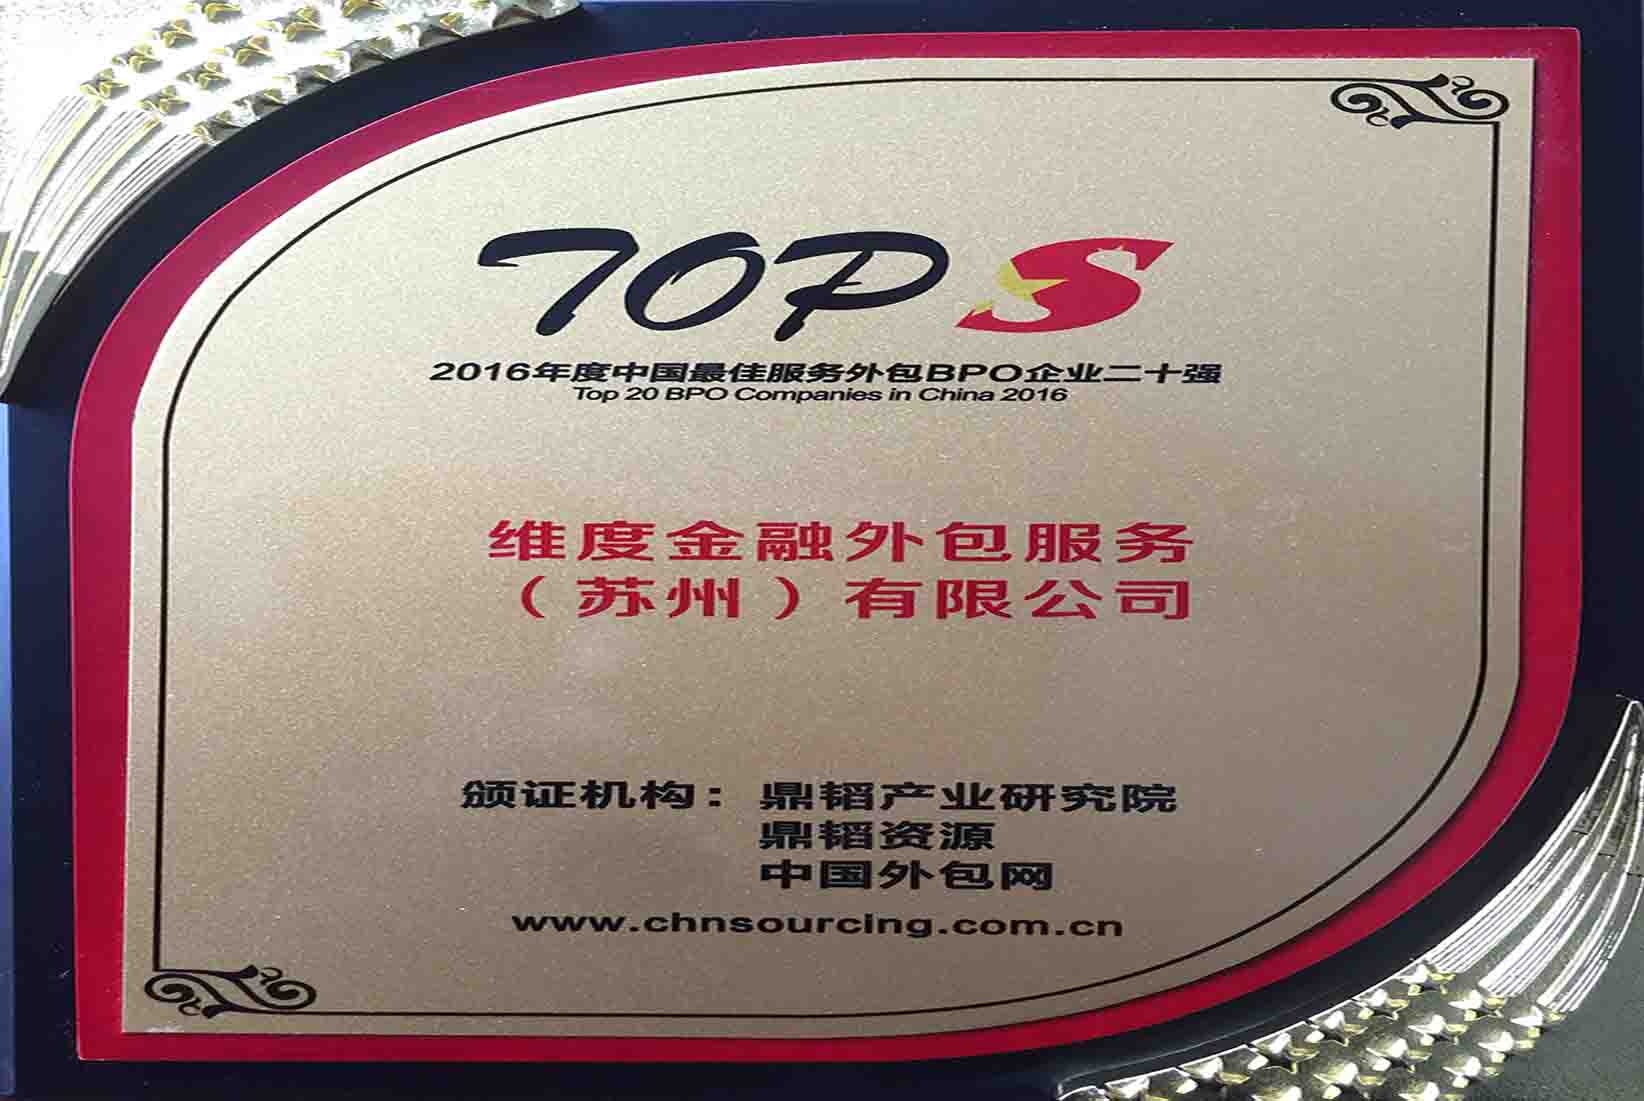 TOP S
2016年度中国最佳服务外包BPO企业二十强
Top 20 BPO Companies in China 2016
维度金融外包服务
（苏州）有限公司
颁证机构：鼎韬产业研究院
鼎韬资源
中国外包网
www.chnsourcing.com.cn